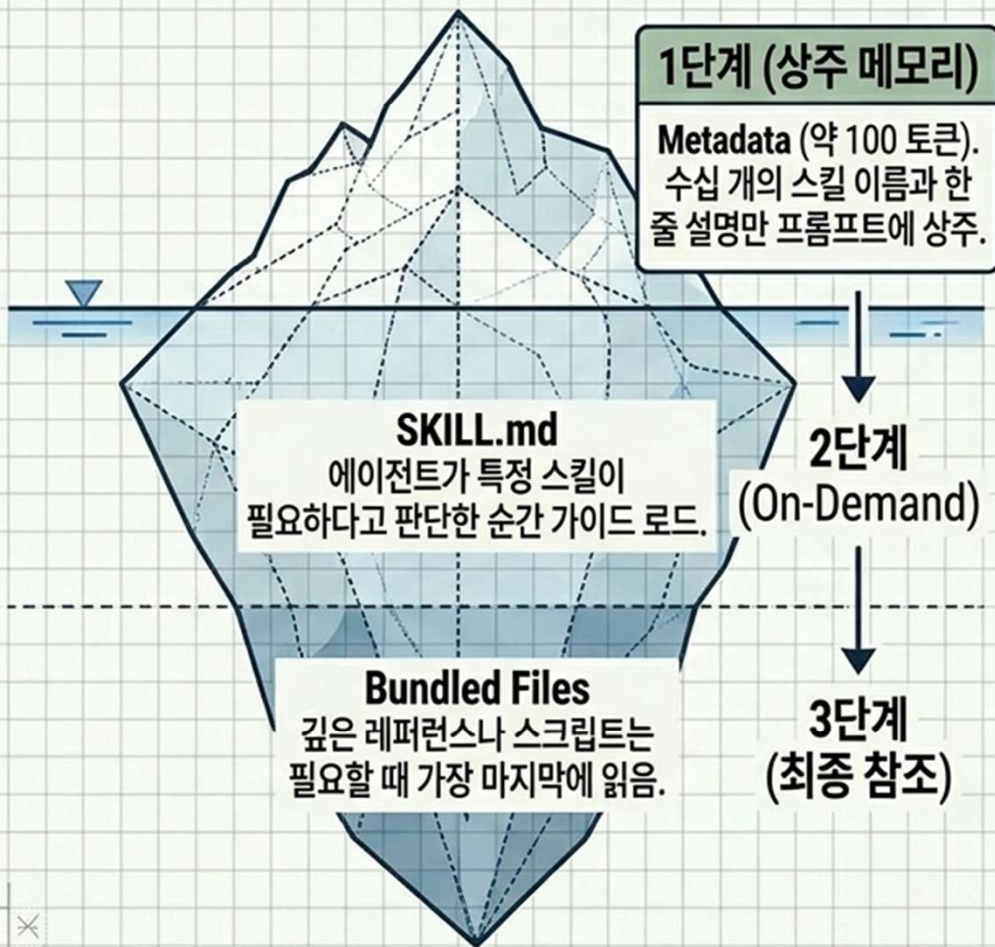 1단계 (상주 메모리)
Metadata (약 100 토큰).
수십 개의 스킬 이름과 한
줄 설명만 프롬프트에 상주.
SKILL.md
에이전트가 특정 스킬이
필요하다고 판단한 순간 가이드 로드.
2단계
(On-Demand)
Bundled Files
깊은 레퍼런스나 스크립트는
필요할 때 가장 마지막에 읽음.
3단계
(최종 참조)